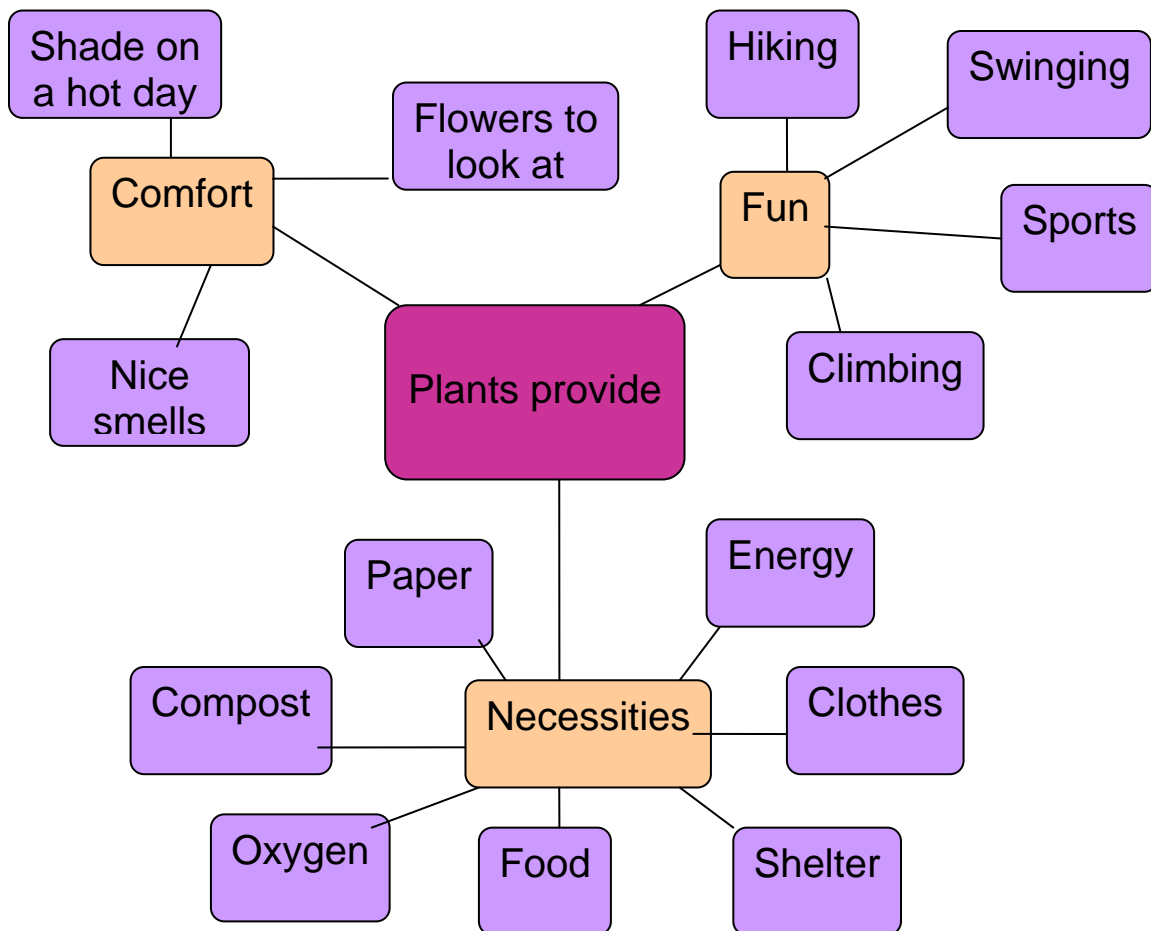 Shade on
a hot day
Flowers to
look at
Comfort
Nice
smells
Hiking
Swinging
Fun
Sports
Climbing
Plants provide
Paper
Energy
Compost
Necessities
Clothes
Oxygen
Food
Shelter